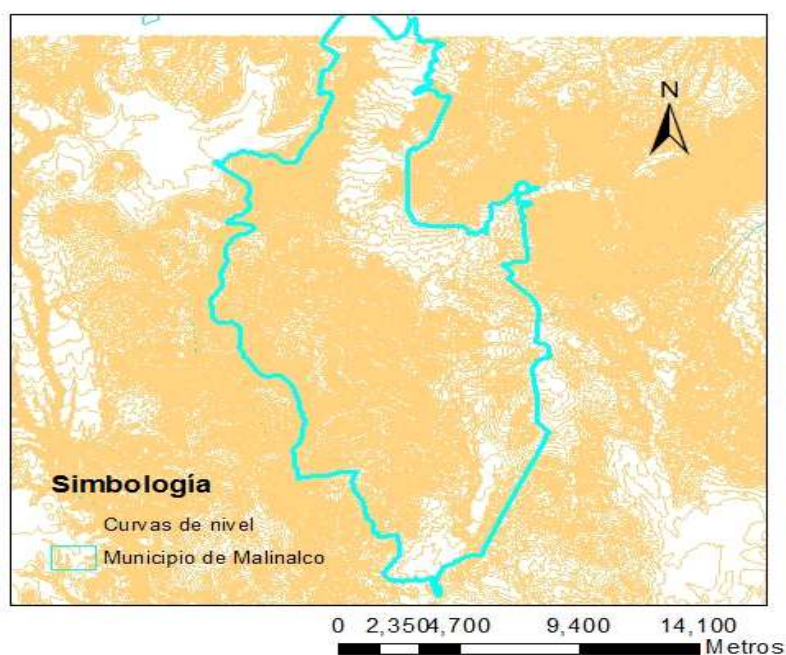 N
Simbología
Curvas de nivel
Municipio de Malinalco
0 2,350 4,700 9,400 14,100
Metros